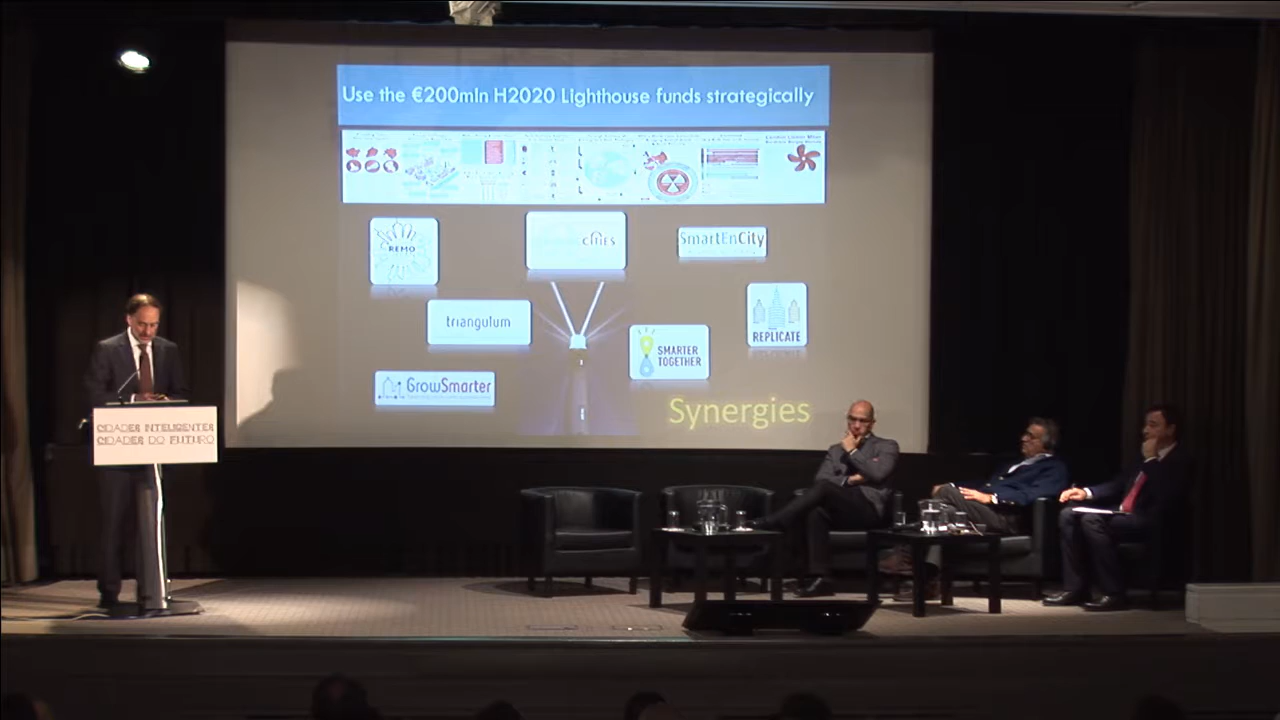 Use the €200mln H2020 Lighthouse funds strategically
REMO
CITIES
SmartEnCity
triangulum
SMARTER
TOGETHER
REPLICATE
GrowSmarter
Synergies
CIDADES INTELIGENTES
CIDADES DO FUTURO